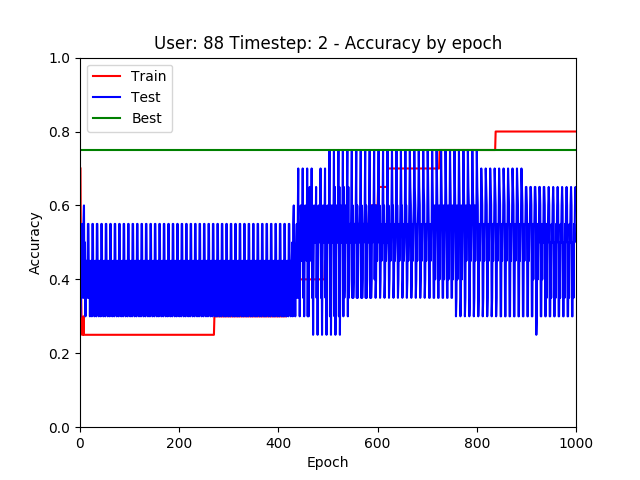 User: 88 Timestep: 2 - Accuracy by epoch
Train
Test
Best
1.0
0.8
0.6
0.4
0.2
0.0
Accuracy
0 200 400 600 800 1000
Epoch